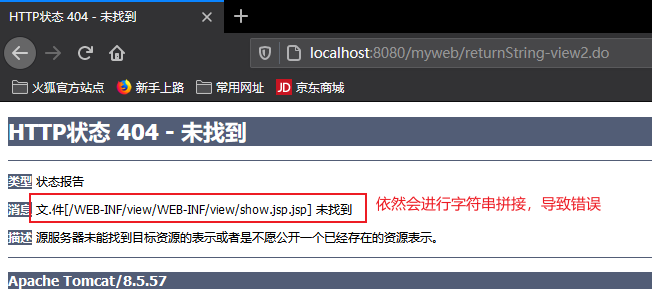 HTTP状态 404 - 未找到
localhost:8080/myweb/returnString-view2.do
火狐官方站点 新手上路 常用网址 JD 京东商城
HTTP状态 404 - 未找到
类型 状态报告
消息 文.件[/WEB-INF/view/WEB-INF/view/show.jsp.jsp] 未找到 依然会进行字符串拼接，导致错误
描述 源服务器未能找到目标资源的表示或者是不愿公开一个已经存在的资源表示。
Apache Tomcat/8.5.57